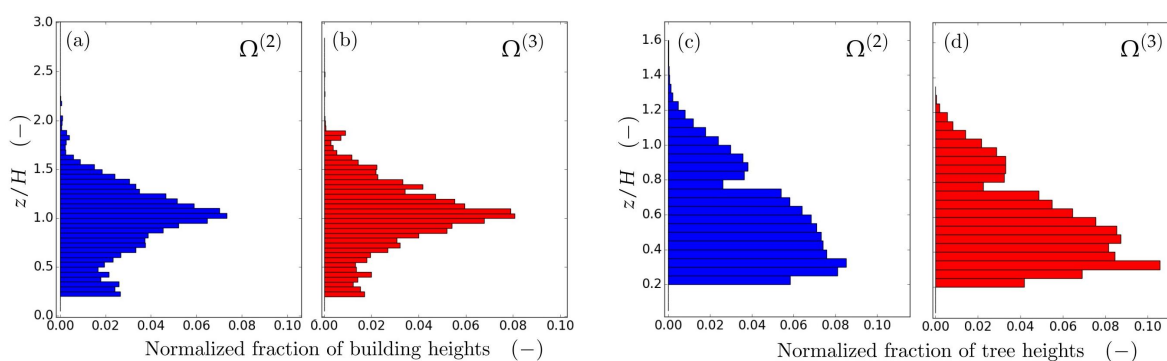 (a) Ω(2)
(b) Ω(3)
(c) Ω(2)
(d) Ω(3)
3.0
2.5
2.0
1.5
1.0
0.5
0.0
z/H (−)
0.00 0.02 0.04 0.06 0.08 0.10
0.00 0.02 0.04 0.06 0.08 0.10
Normalized fraction of building heights (−)
1.6
1.4
1.2
1.0
0.8
0.6
0.4
0.2
z/H (−)
0.00 0.02 0.04 0.06 0.08 0.10
0.00 0.02 0.04 0.06 0.08 0.10
Normalized fraction of tree heights (−)